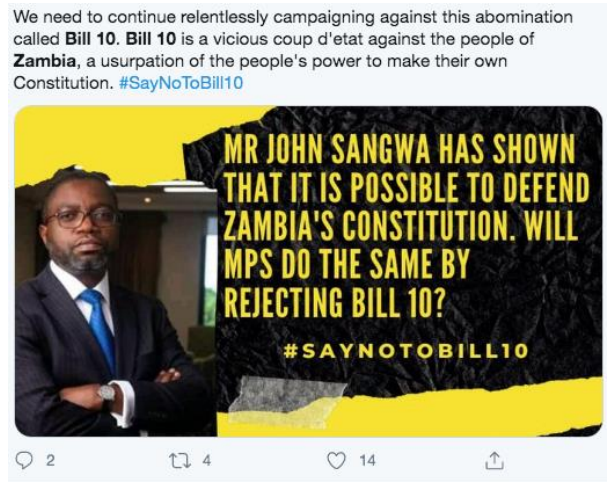 We need to continue relentlessly campaigning against this abomination
called Bill 10. Bill 10 is a vicious coup d'etat against the people of
Zambia, a usurpation of the people's power to make their own
Constitution. #SayNoToBill10
MR JOHN SANGWA HAS SHOWN
THAT IT IS POSSIBLE TO DEFEND
ZAMBIA'S CONSTITUTION. WILL
MPS DO THE SAME BY
REJECTING BILL 10?
#SAYNOTOBILL10
2 4 14